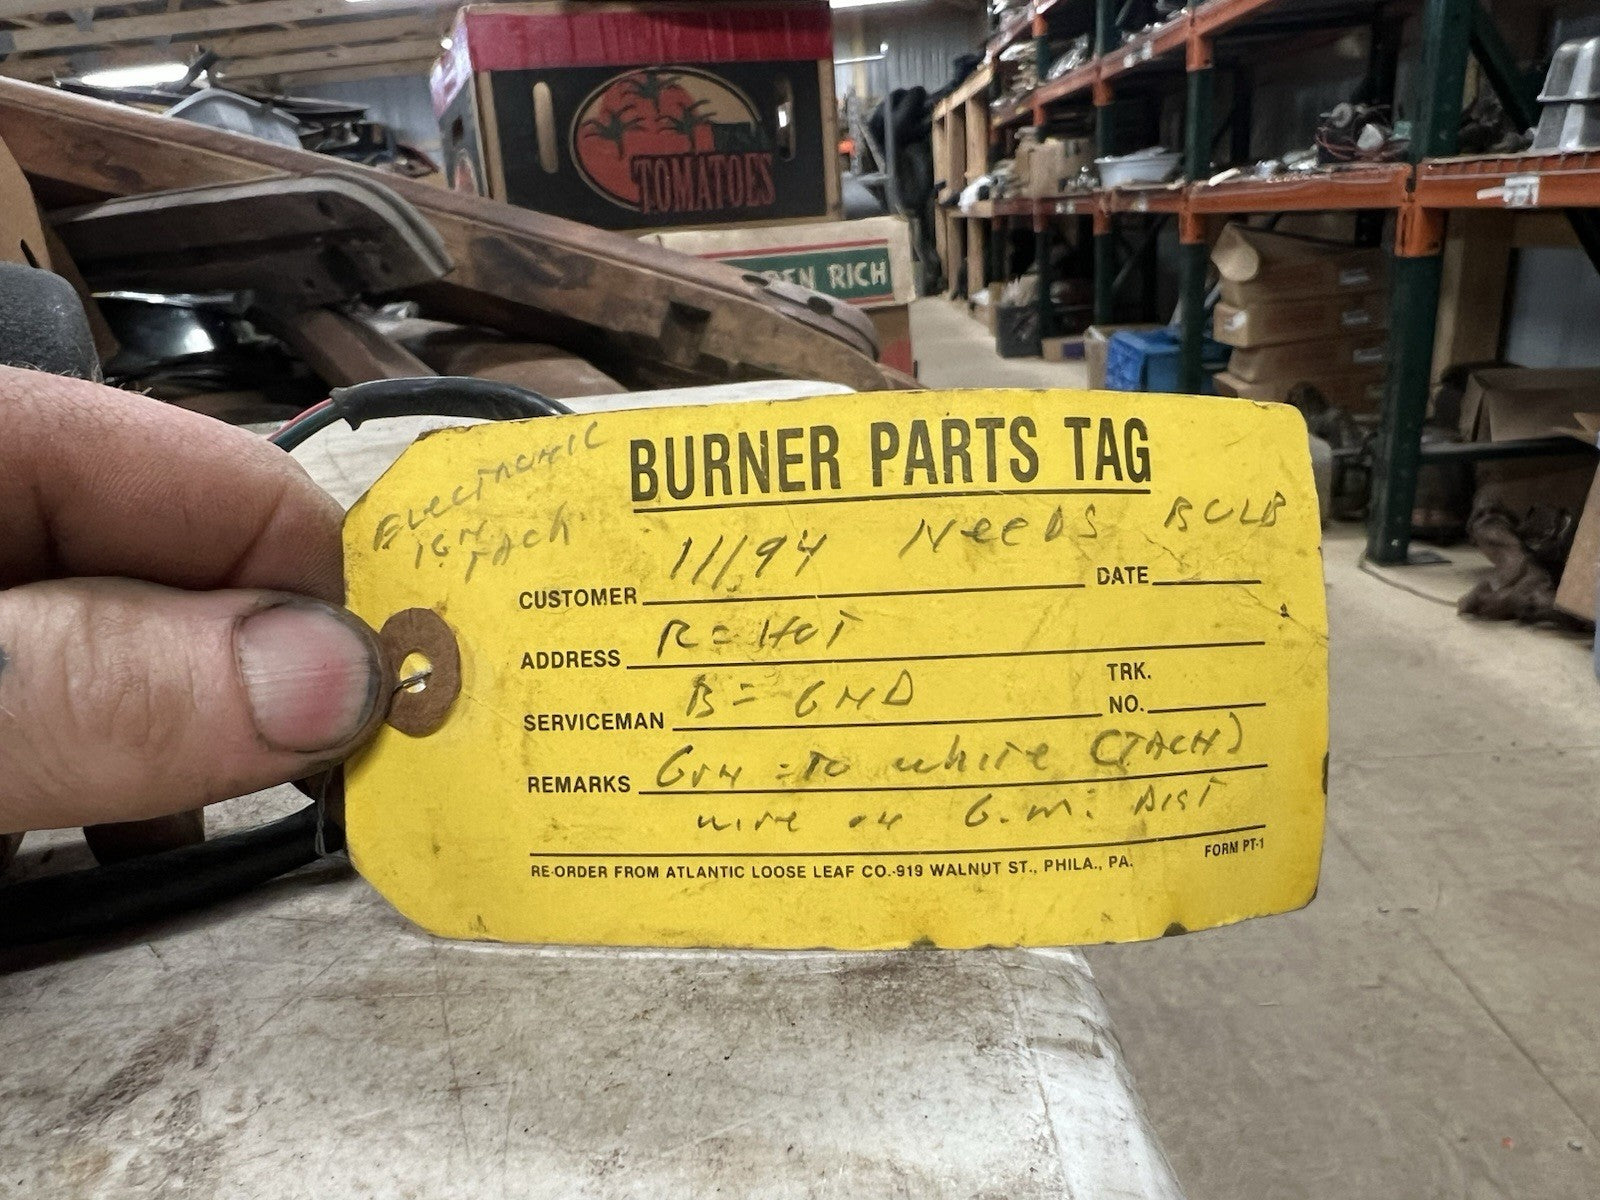 TOMATOES
EN RICH
BURNER PARTS TAG
ELECTRONIC
IGN
TACH
11/94 NeeDS BULB
CUSTOMER DATE
R = HOT
ADDRESS
B = GND
SERVICEMAN TRK. NO.
Grn = to white (TACH)
REMARKS
wire on G.M. DIST
RE-ORDER FROM ATLANTIC LOOSE LEAF CO.-919 WALNUT ST., PHILA., PA. FORM PT-1